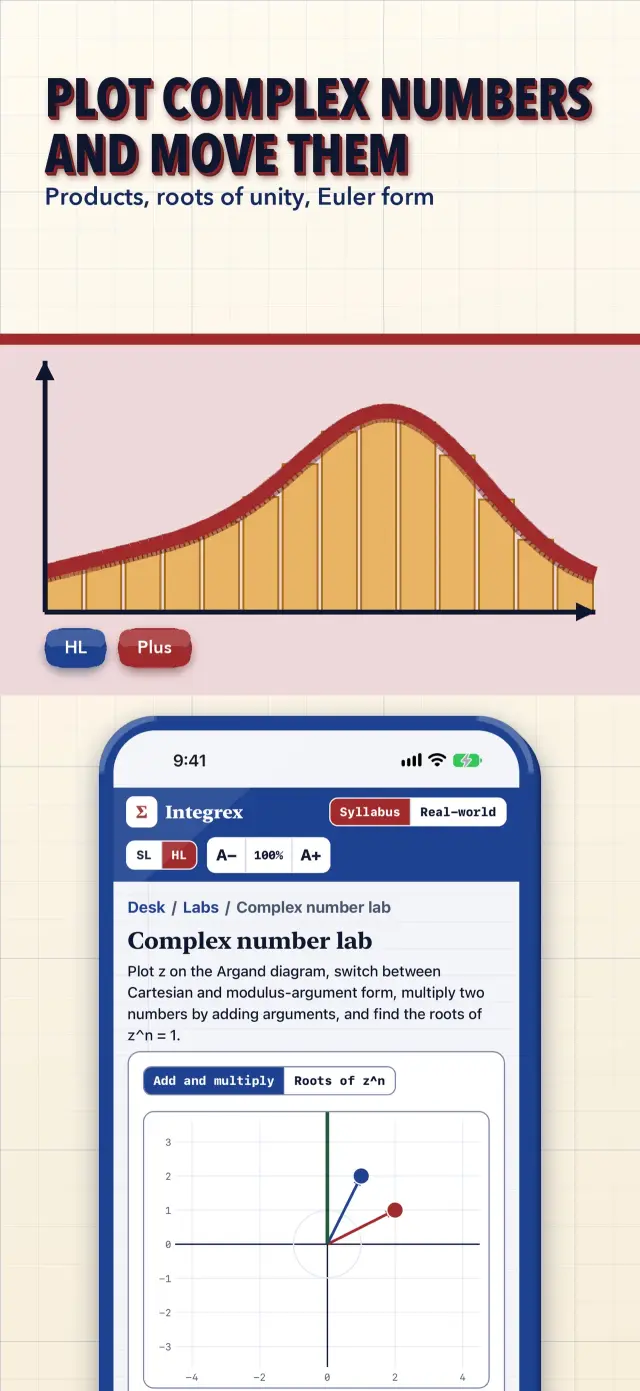 PLOT COMPLEX NUMBERS
AND MOVE THEM
Products, roots of unity, Euler form
HL
Plus
9:41
Σ Integrex
Syllabus Real-world
SL HL A− 100% A+
Desk / Labs / Complex number lab
Complex number lab
Plot z on the Argand diagram, switch between
Cartesian and modulus-argument form, multiply two
numbers by adding arguments, and find the roots of
z^n = 1.
Add and multiply Roots of z^n
3
2
1
0
−1
−2
−3
−4 −2 0 2 4